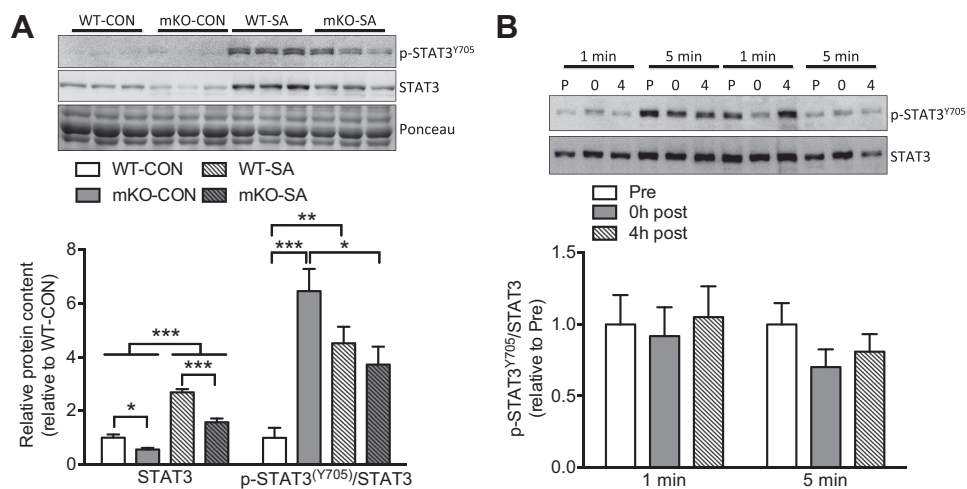 A
WT-CON mKO-CON WT-SA mKO-SA
p-STAT3Y705
STAT3
Ponceau
WT-CON WT-SA
mKO-CON mKO-SA
Relative protein content
(relative to WT-CON)
8
6
4
2
0
***
*
***
**
***
*
STAT3 p-STAT3(Y705)/STAT3
B
1 min 5 min 1 min 5 min
P 0 4 P 0 4 P 0 4 P 0 4
p-STAT3Y705
STAT3
Pre
0h post
4h post
p-STAT3Y705/STAT3
(relative to Pre)
1.5
1.0
0.5
0.0
1 min 5 min